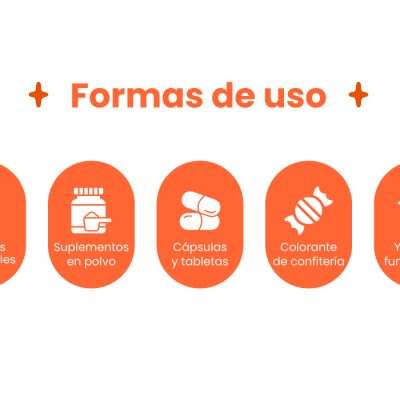 Formas de uso
Suplementos
en polvo
Cápsulas
y tabletas
Colorante
de confitería